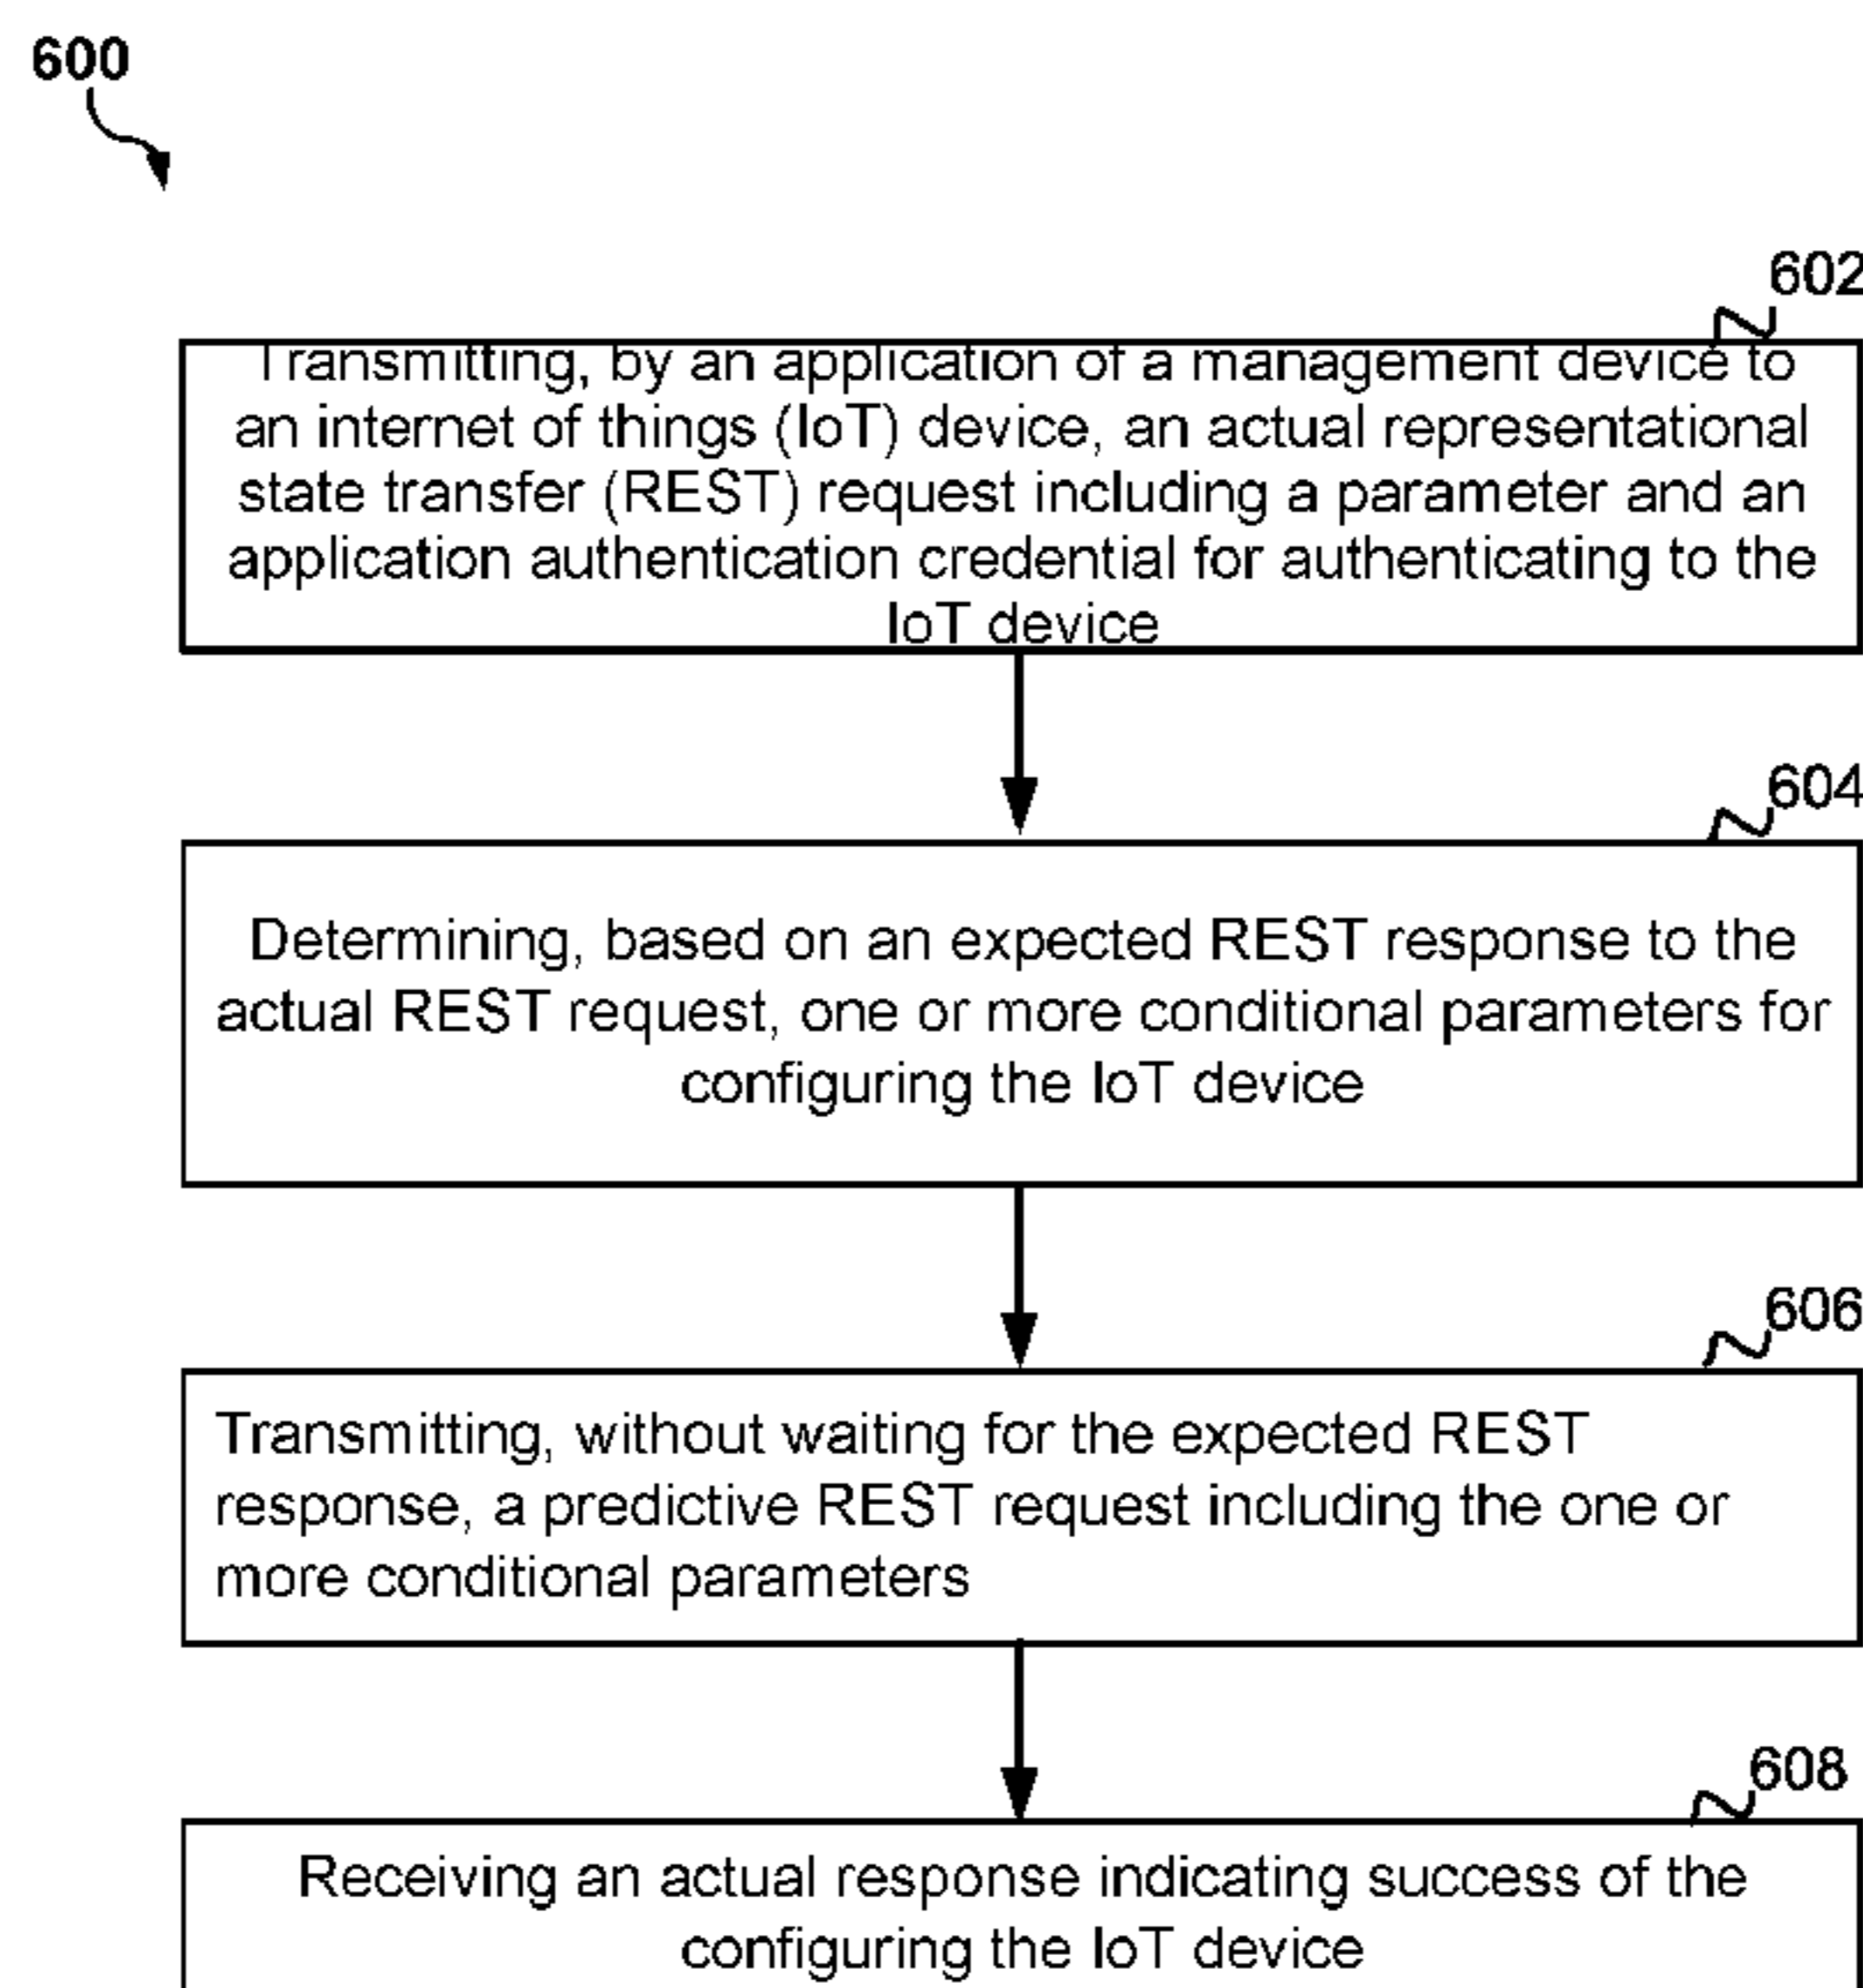 600
602
Transmitting, by an application of a management device to
an internet of things (IoT) device, an actual representational
state transfer (REST) request including a parameter and an
application authentication credential for authenticating to the
IoT device
604
Determining, based on an expected REST response to the
actual REST request, one or more conditional parameters for
configuring the IoT device
606
Transmitting, without waiting for the expected REST
response, a predictive REST request including the one or
more conditional parameters
608
Receiving an actual response indicating success of the
configuring the IoT device